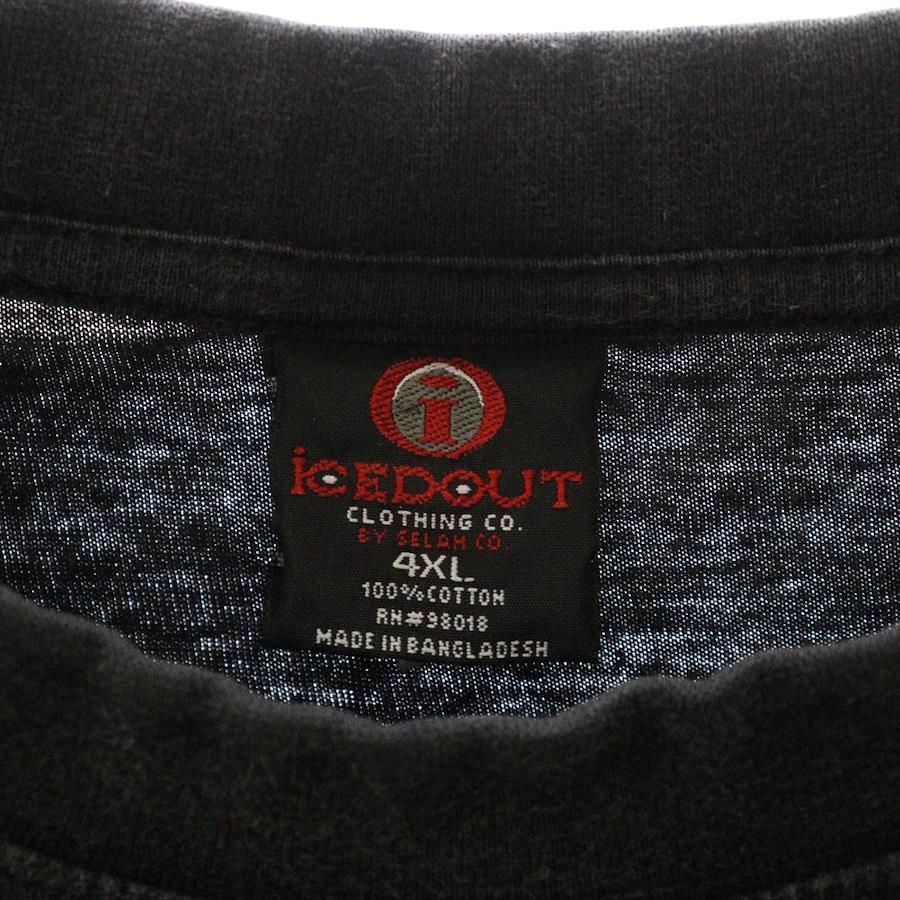 i
iCEDOUT
CLOTHING CO.
BY SELAH CO.
4XL
100% COTTON
RN#98018
MADE IN BANGLADESH